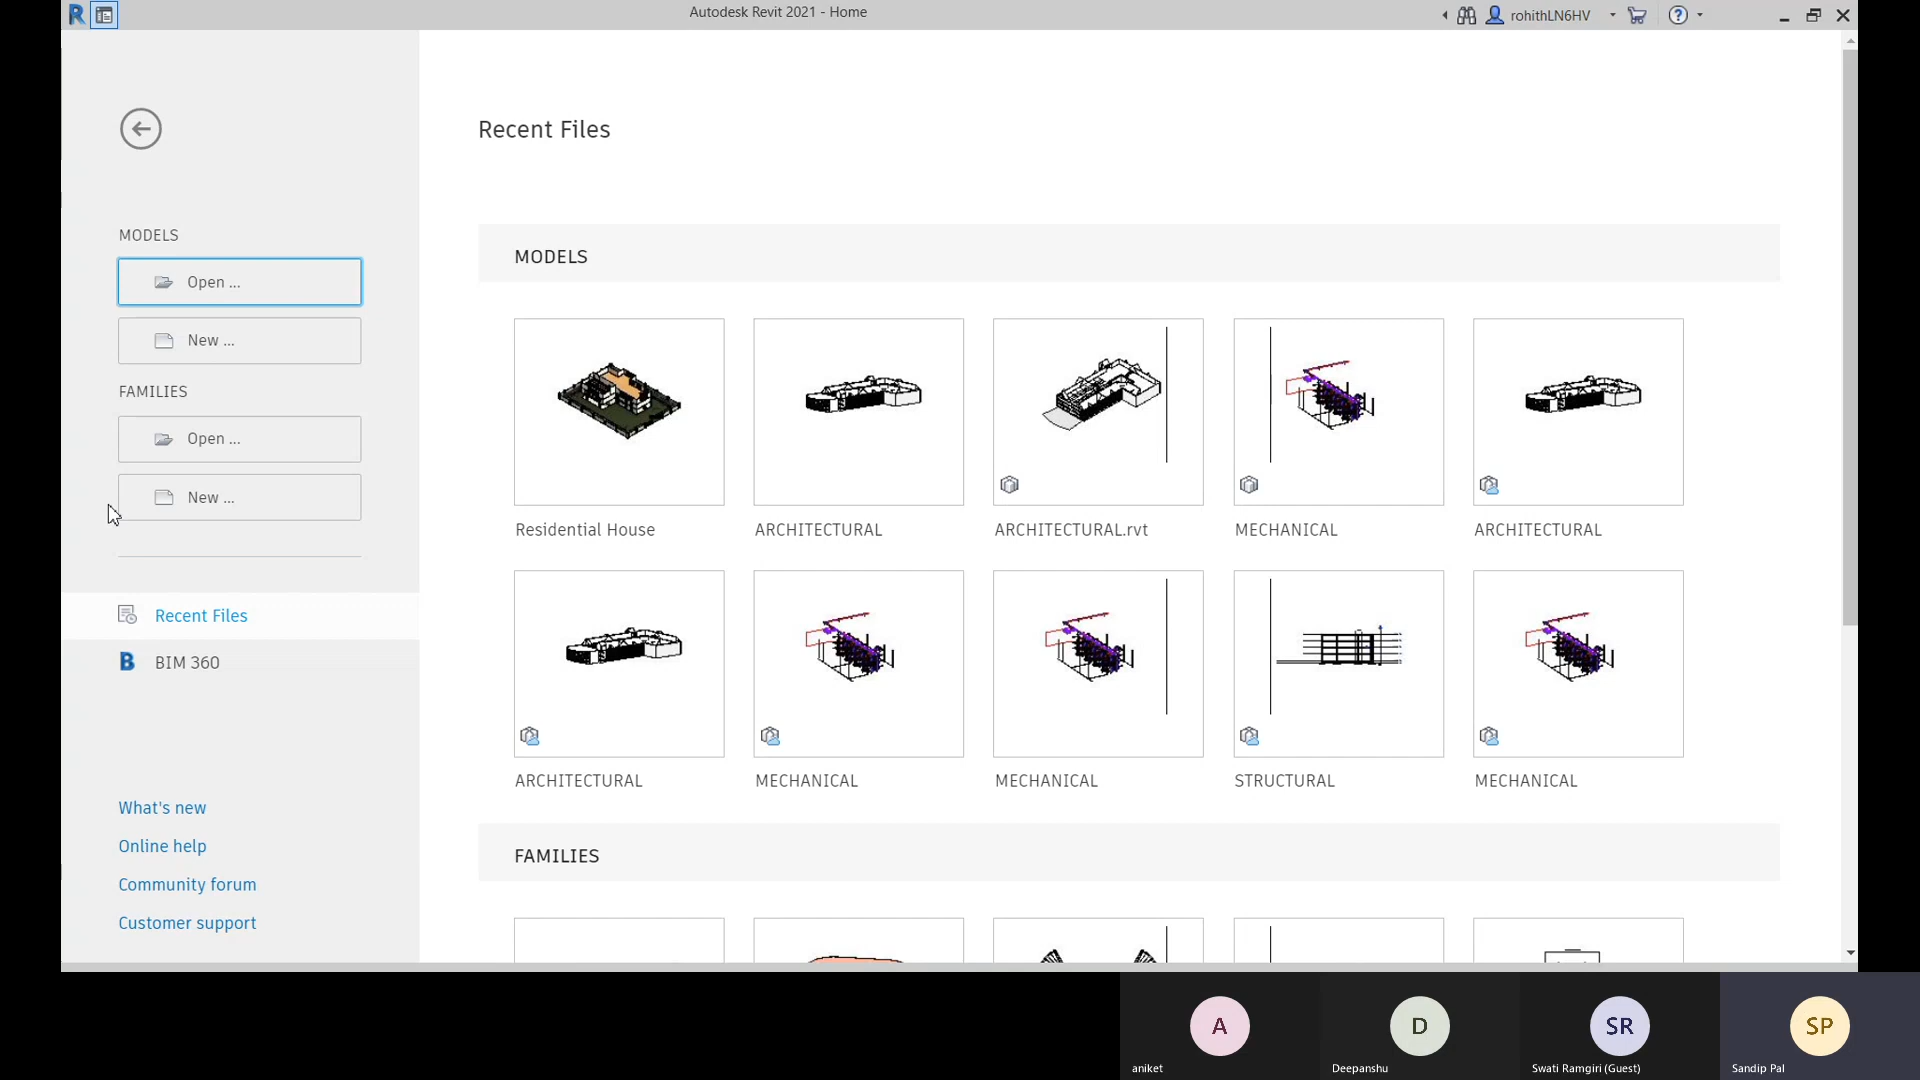 Autodesk Revit 2021 - Home
rohithLN6HV
Recent Files
MODELS
Open ...
New ...
FAMILIES
Open ...
New ...
Recent Files
BIM 360
What's new
Online help
Community forum
Customer support
MODELS
Residential House
ARCHITECTURAL
ARCHITECTURAL.rvt
MECHANICAL
ARCHITECTURAL
ARCHITECTURAL
MECHANICAL
MECHANICAL
STRUCTURAL
MECHANICAL
FAMILIES
A
aniket
D
Deepanshu
SR
Swati Ramgiri (Guest)
SP
Sandip Pal